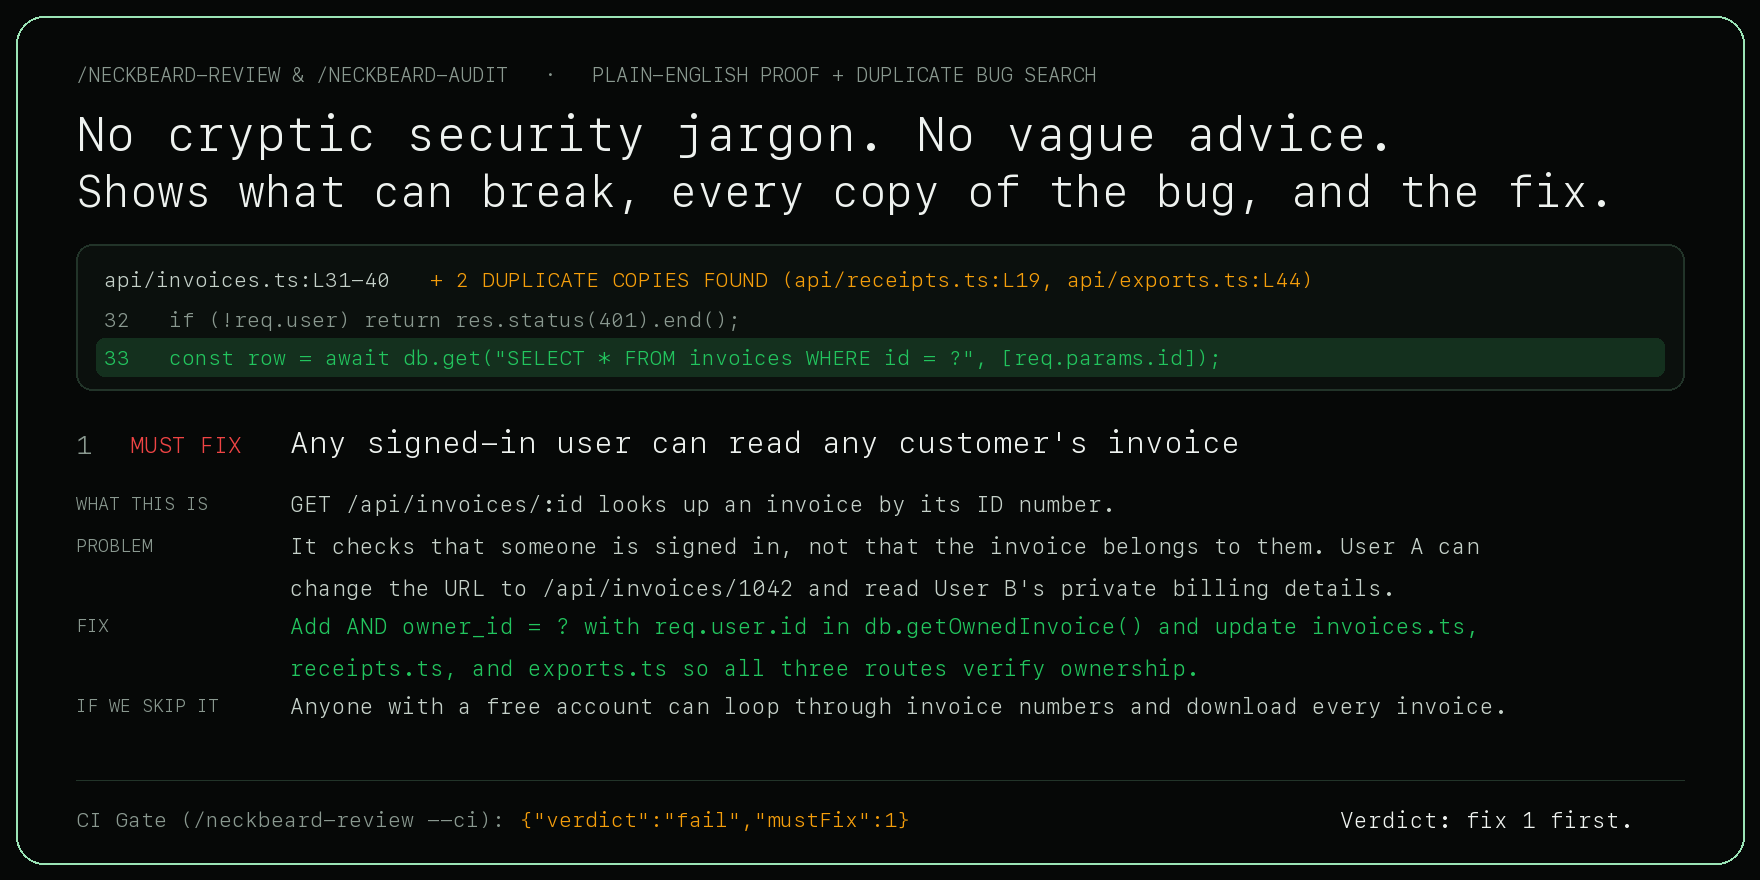 /NECKBEARD—REVIEW & /NECKBEARD—AUDIT · PLAIN—ENGLISH PROOF + DUPLICATE BUG SEARCH
No cryptic security jargon. No vague advice.
Shows what can break, every copy of the bug, and the fix.
api/invoices.ts:L31—40 + 2 DUPLICATE COPIES FOUND (api/receipts.ts:L19, api/exports.ts:L44)
32 if (!req.user) return res.status(401).end();
33 const row = await db.get("SELECT * FROM invoices WHERE id = ?", [req.params.id]);
1 MUST FIX Any signed—in user can read any customer's invoice
WHAT THIS IS GET /api/invoices/:id looks up an invoice by its ID number.
PROBLEM It checks that someone is signed in, not that the invoice belongs to them. User A can
change the URL to /api/invoices/1042 and read User B's private billing details.
FIX Add AND owner_id = ? with req.user.id in db.getOwnedInvoice() and update invoices.ts,
receipts.ts, and exports.ts so all three routes verify ownership.
IF WE SKIP IT Anyone with a free account can loop through invoice numbers and download every invoice.
CI Gate (/neckbeard—review ——ci): {"verdict":"fail","mustFix":1} Verdict: fix 1 first.